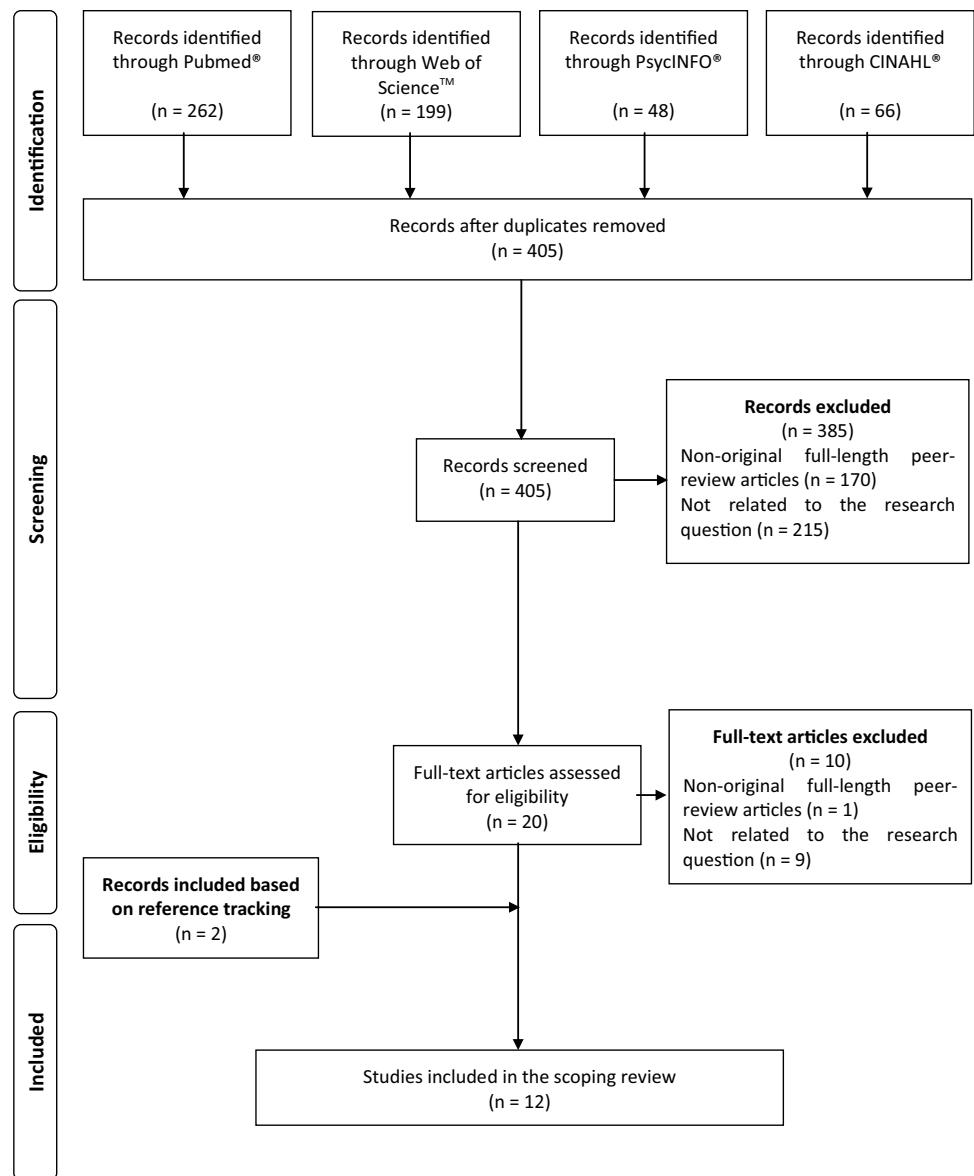 Identification
Records identified
through Pubmed®
(n = 262)
Records identified
through Web of
Science™
(n = 199)
Records identified
through PsycINFO®
(n = 48)
Records identified
through CINAHL®
(n = 66)
Records after duplicates removed
(n = 405)
Screening
Records screened
(n = 405)
Records excluded
(n = 385)
Non-original full-length peer-
review articles (n = 170)
Not related to the research
question (n = 215)
Eligibility
Full-text articles assessed
for eligibility
(n = 20)
Full-text articles excluded
(n = 10)
Non-original full-length peer-
review articles (n = 1)
Not related to the research
question (n = 9)
Records included based
on reference tracking
(n = 2)
Included
Studies included in the scoping review
(n = 12)